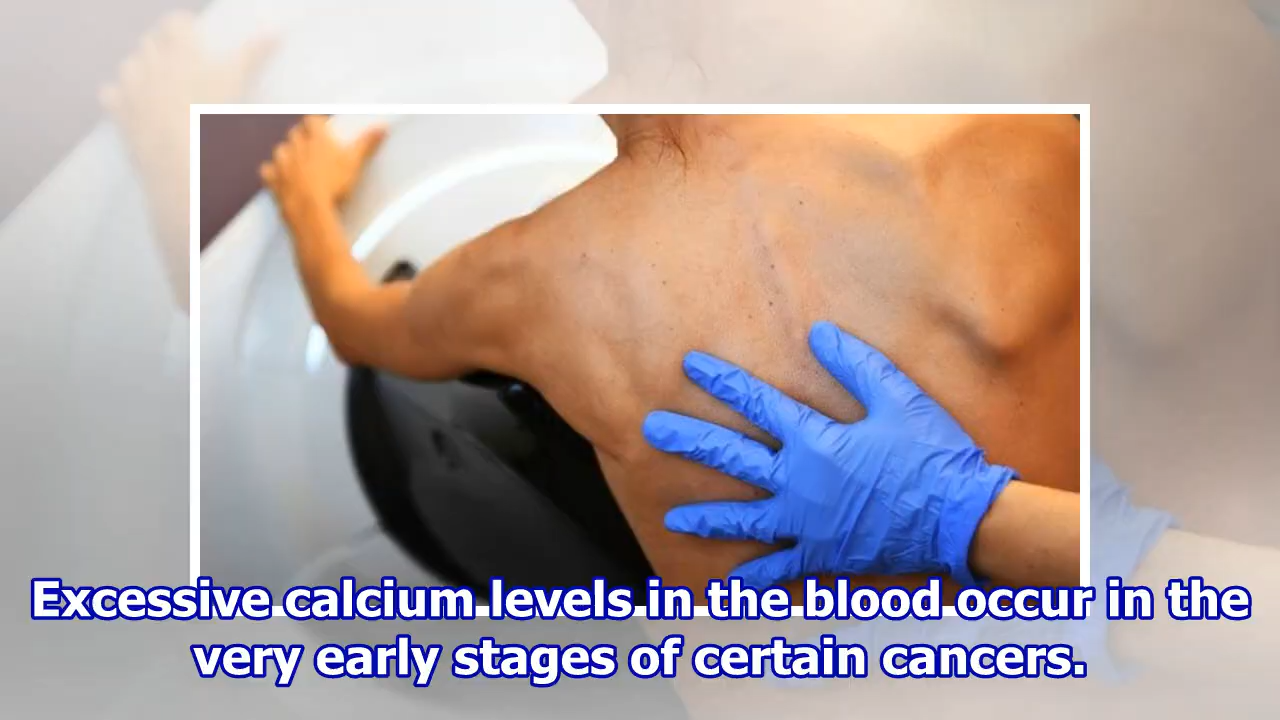 Excessive calcium levels in the blood occur in the
very early stages of certain cancers.